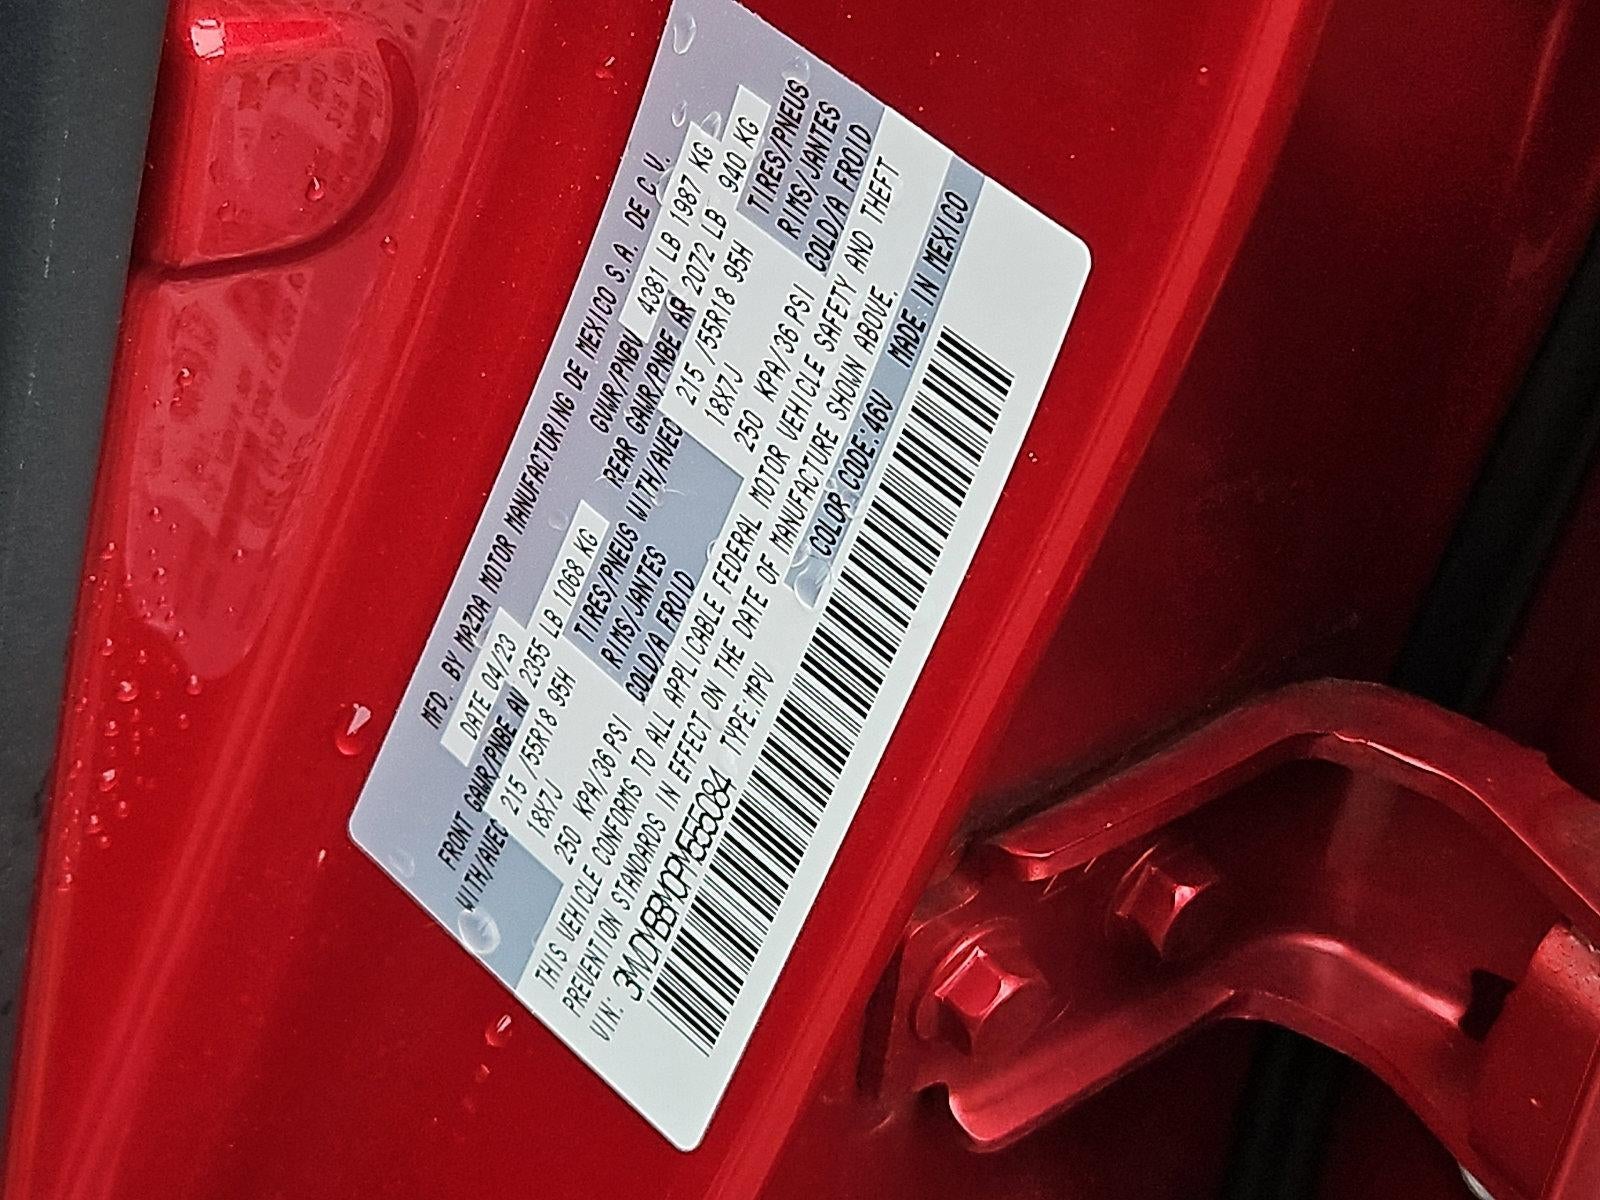 MFD. BY MAZDA MOTOR MANUFACTURING DE MEXICO S.A. DE C.V.
DATE 04/23 GVWR/PNBV 4381 LB 1987 KG
FRONT GAWR/PNBE AV 2355 LB 1068 KG REAR GAWR/PNBE AR 2072 LB 940 KG
WITH/AVEC 215 /55R18 95H TIRES/PNEUS WITH/AVEC 215 /55R18 95H TIRES/PNEUS
18X7J RIMS/JANTES 18X7J RIMS/JANTES
250 KPA/36 PSI COLD/A FROID 250 KPA/36 PSI COLD/A FROID
THIS VEHICLE CONFORMS TO ALL APPLICABLE FEDERAL MOTOR VEHICLE SAFETY AND THEFT
PREVENTION STANDARDS IN EFFECT ON THE DATE OF MANUFACTURE SHOWN ABOVE.
VIN: 3MVDMBBM0PM555084 TYPE:MPV COLOR CODE:46V MADE IN MEXICO